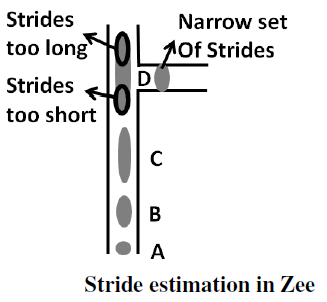 Strides
too long
Narrow set
Of Strides
Strides
too short
D
C
B
A
Stride estimation in Zee